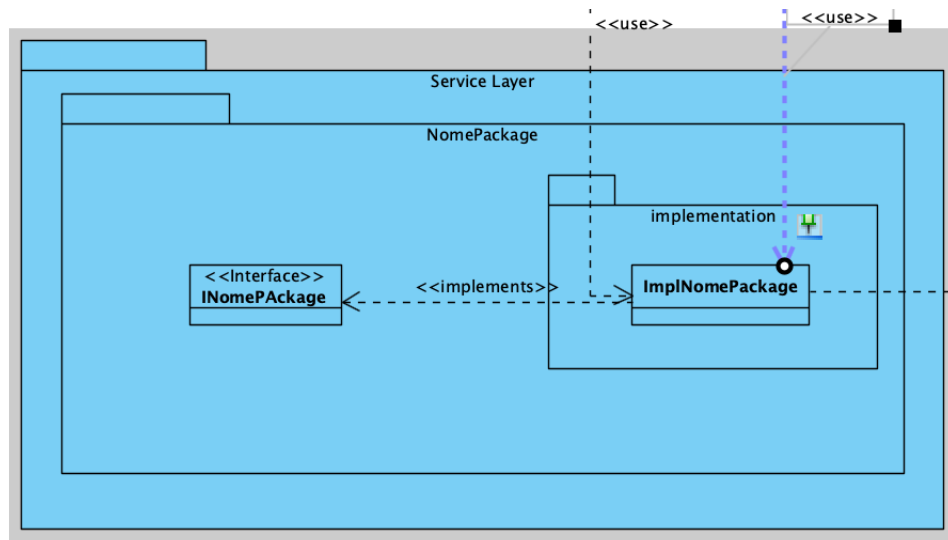 <<use>>
<<use>>
Service Layer
NomePackage
implementation
<<Interface>>
INomePAckage
<<implements>>
ImplNomePackage